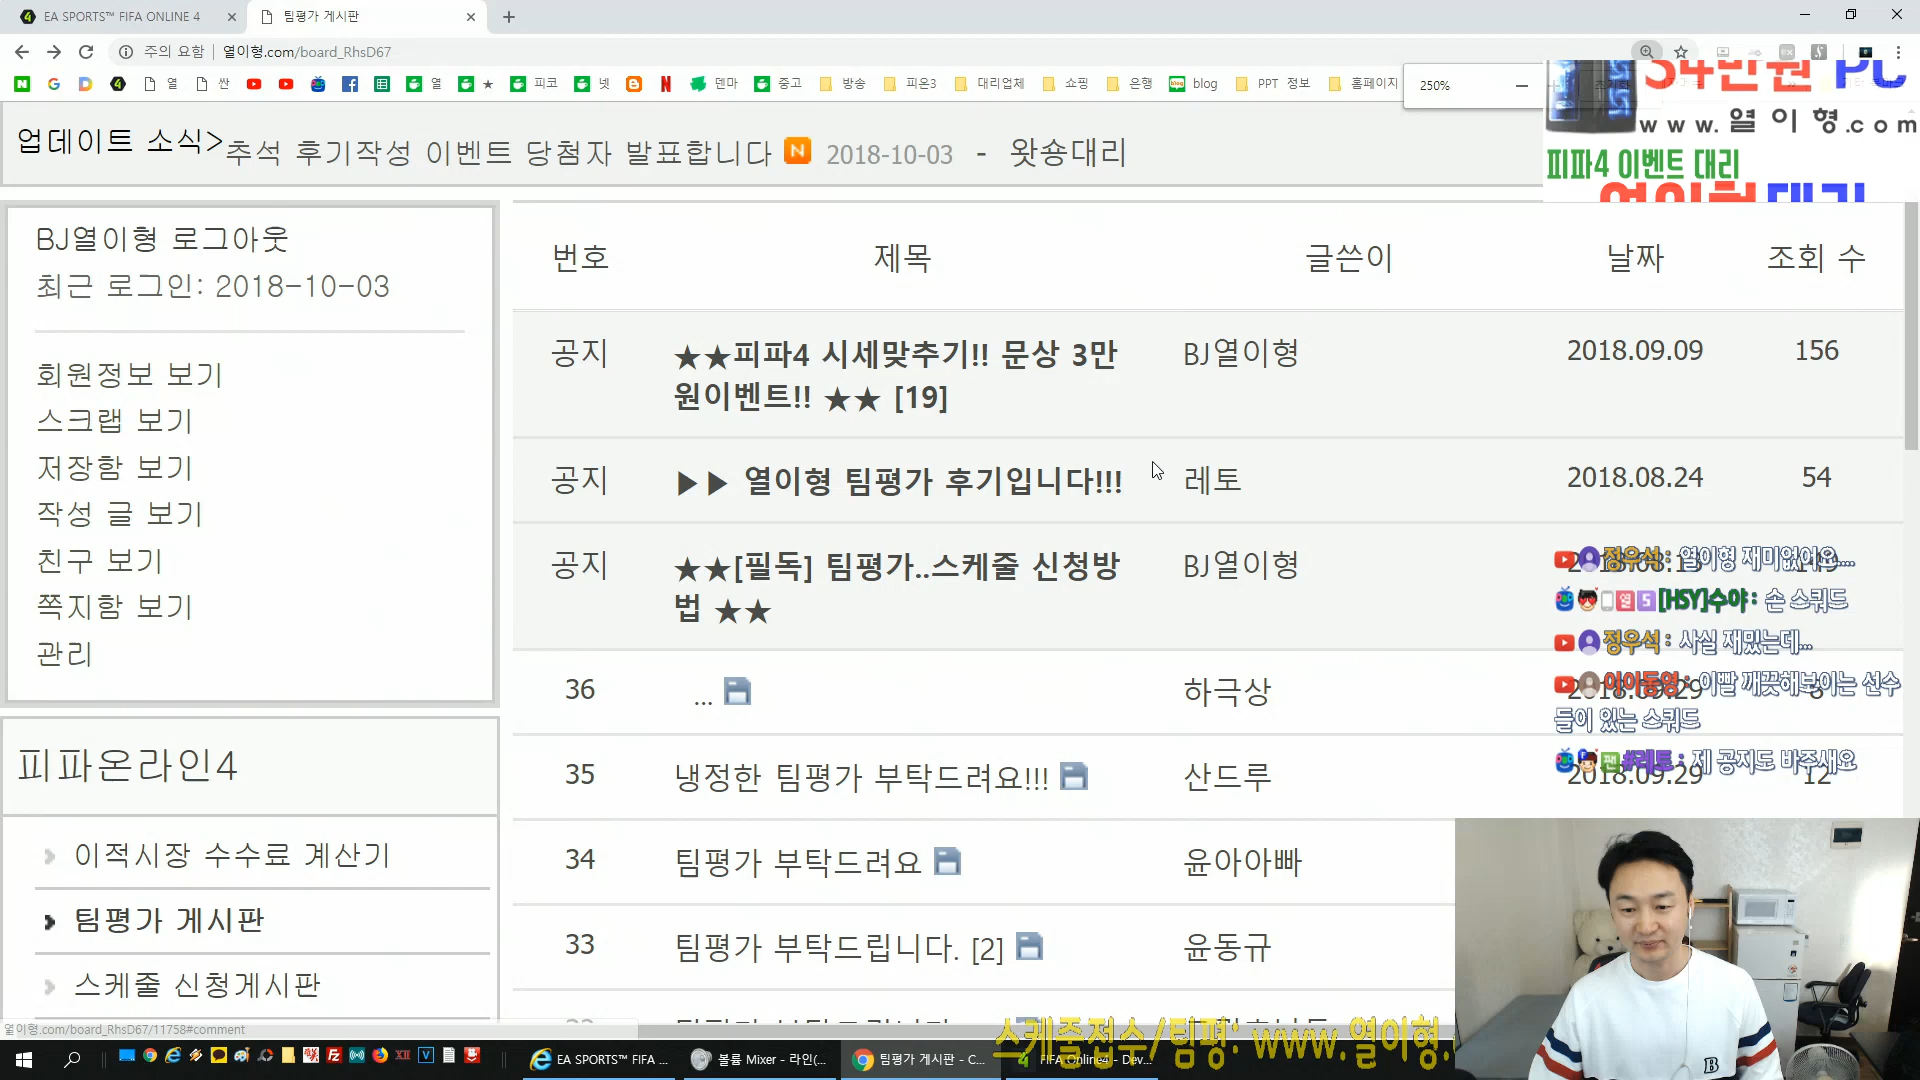 EA SPORTS™ FIFA ONLINE 4
팀평가 게시판
주의 요함
열이형.com/board_RhsD67
열
싼
피코
넷
덴마
중고
방송
피온3
대리업체
쇼핑
은행
blog
PPT 정보
홈페이지
250%
www.열이형.com
피파4 이벤트 대리
업데이트 소식>
추석 후기작성 이벤트 당첨자 발표합니다 N 2018-10-03 - 왓숑대리
BJ열이형 로그아웃
최근 로그인: 2018-10-03
회원정보 보기
스크랩 보기
저장함 보기
작성 글 보기
친구 보기
쪽지함 보기
관리
피파온라인4
이적시장 수수료 계산기
팀평가 게시판
스케줄 신청게시판
번호 제목 글쓴이 날짜 조회 수
공지 ★★피파4 시세맞추기!! 문상 3만 BJ열이형 2018.09.09 156
원이벤트!! ★★ [19]
공지 ▶▶ 열이형 팀평가 후기입니다!!! 레토 2018.08.24 54
공지 ★★[필독] 팀평가..스케줄 신청방 BJ열이형
법 ★★
36 ... 하극상
35 냉정한 팀평가 부탁드려요!!! 산드루 2018.09.29 12
34 팀평가 부탁드려요 윤아아빠
33 팀평가 부탁드립니다. [2] 윤동규
정우석 : 열이형 재미없어요....
[HSY]수야 : 손 스쿼드
정우석 : 사실 재밌는데...
아이동영 : 이빨 깨끗해보이는 선수
들이 있는 스쿼드
#레토 : 제 공지도 바주새요
열이형.com/board_RhsD67/11758#comment
스케줄접수/팀평: www.열이형.
EA SPORTS™ FIFA ...
볼륨 Mixer - 라인(...
팀평가 게시판 - C...
FIFA Online4 - Dev...
B